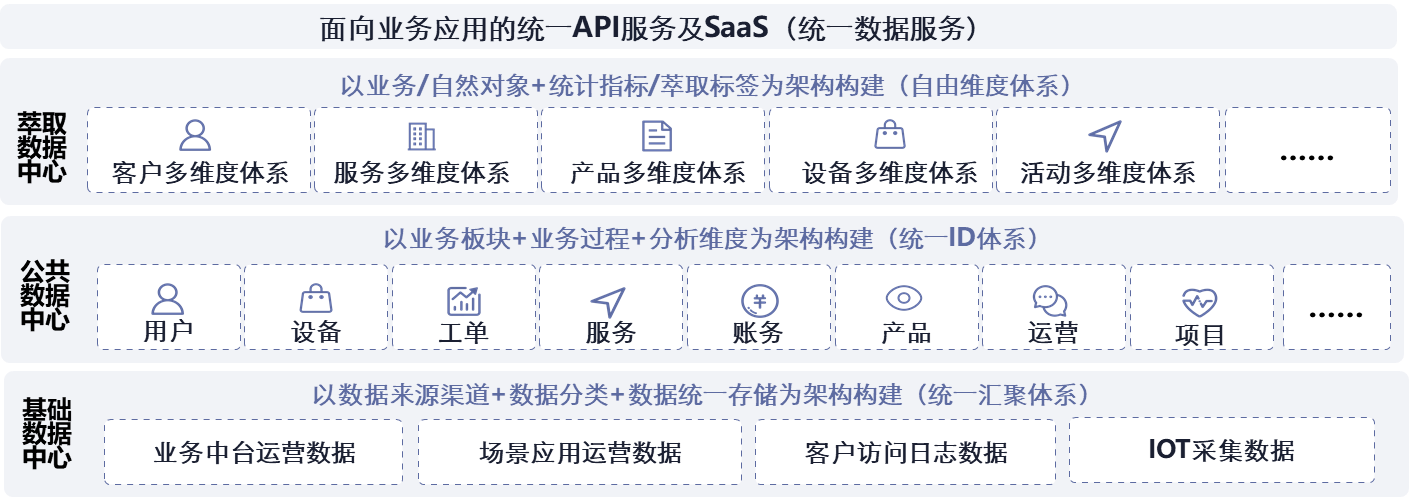 面向业务应用的统一API服务及SaaS（统一数据服务）
以业务/自然对象+统计指标/萃取标签为架构构建（自由维度体系）
萃取
数据
中心
客户多维度体系
服务多维度体系
产品多维度体系
设备多维度体系
活动多维度体系
……
以业务板块+业务过程+分析维度为架构构建（统一ID体系）
公共
数据
中心
用户
设备
工单
服务
账务
产品
运营
项目
……
以数据来源渠道+数据分类+数据统一存储为架构构建（统一汇聚体系）
基础
数据
中心
业务中台运营数据
场景应用运营数据
客户访问日志数据
IOT采集数据